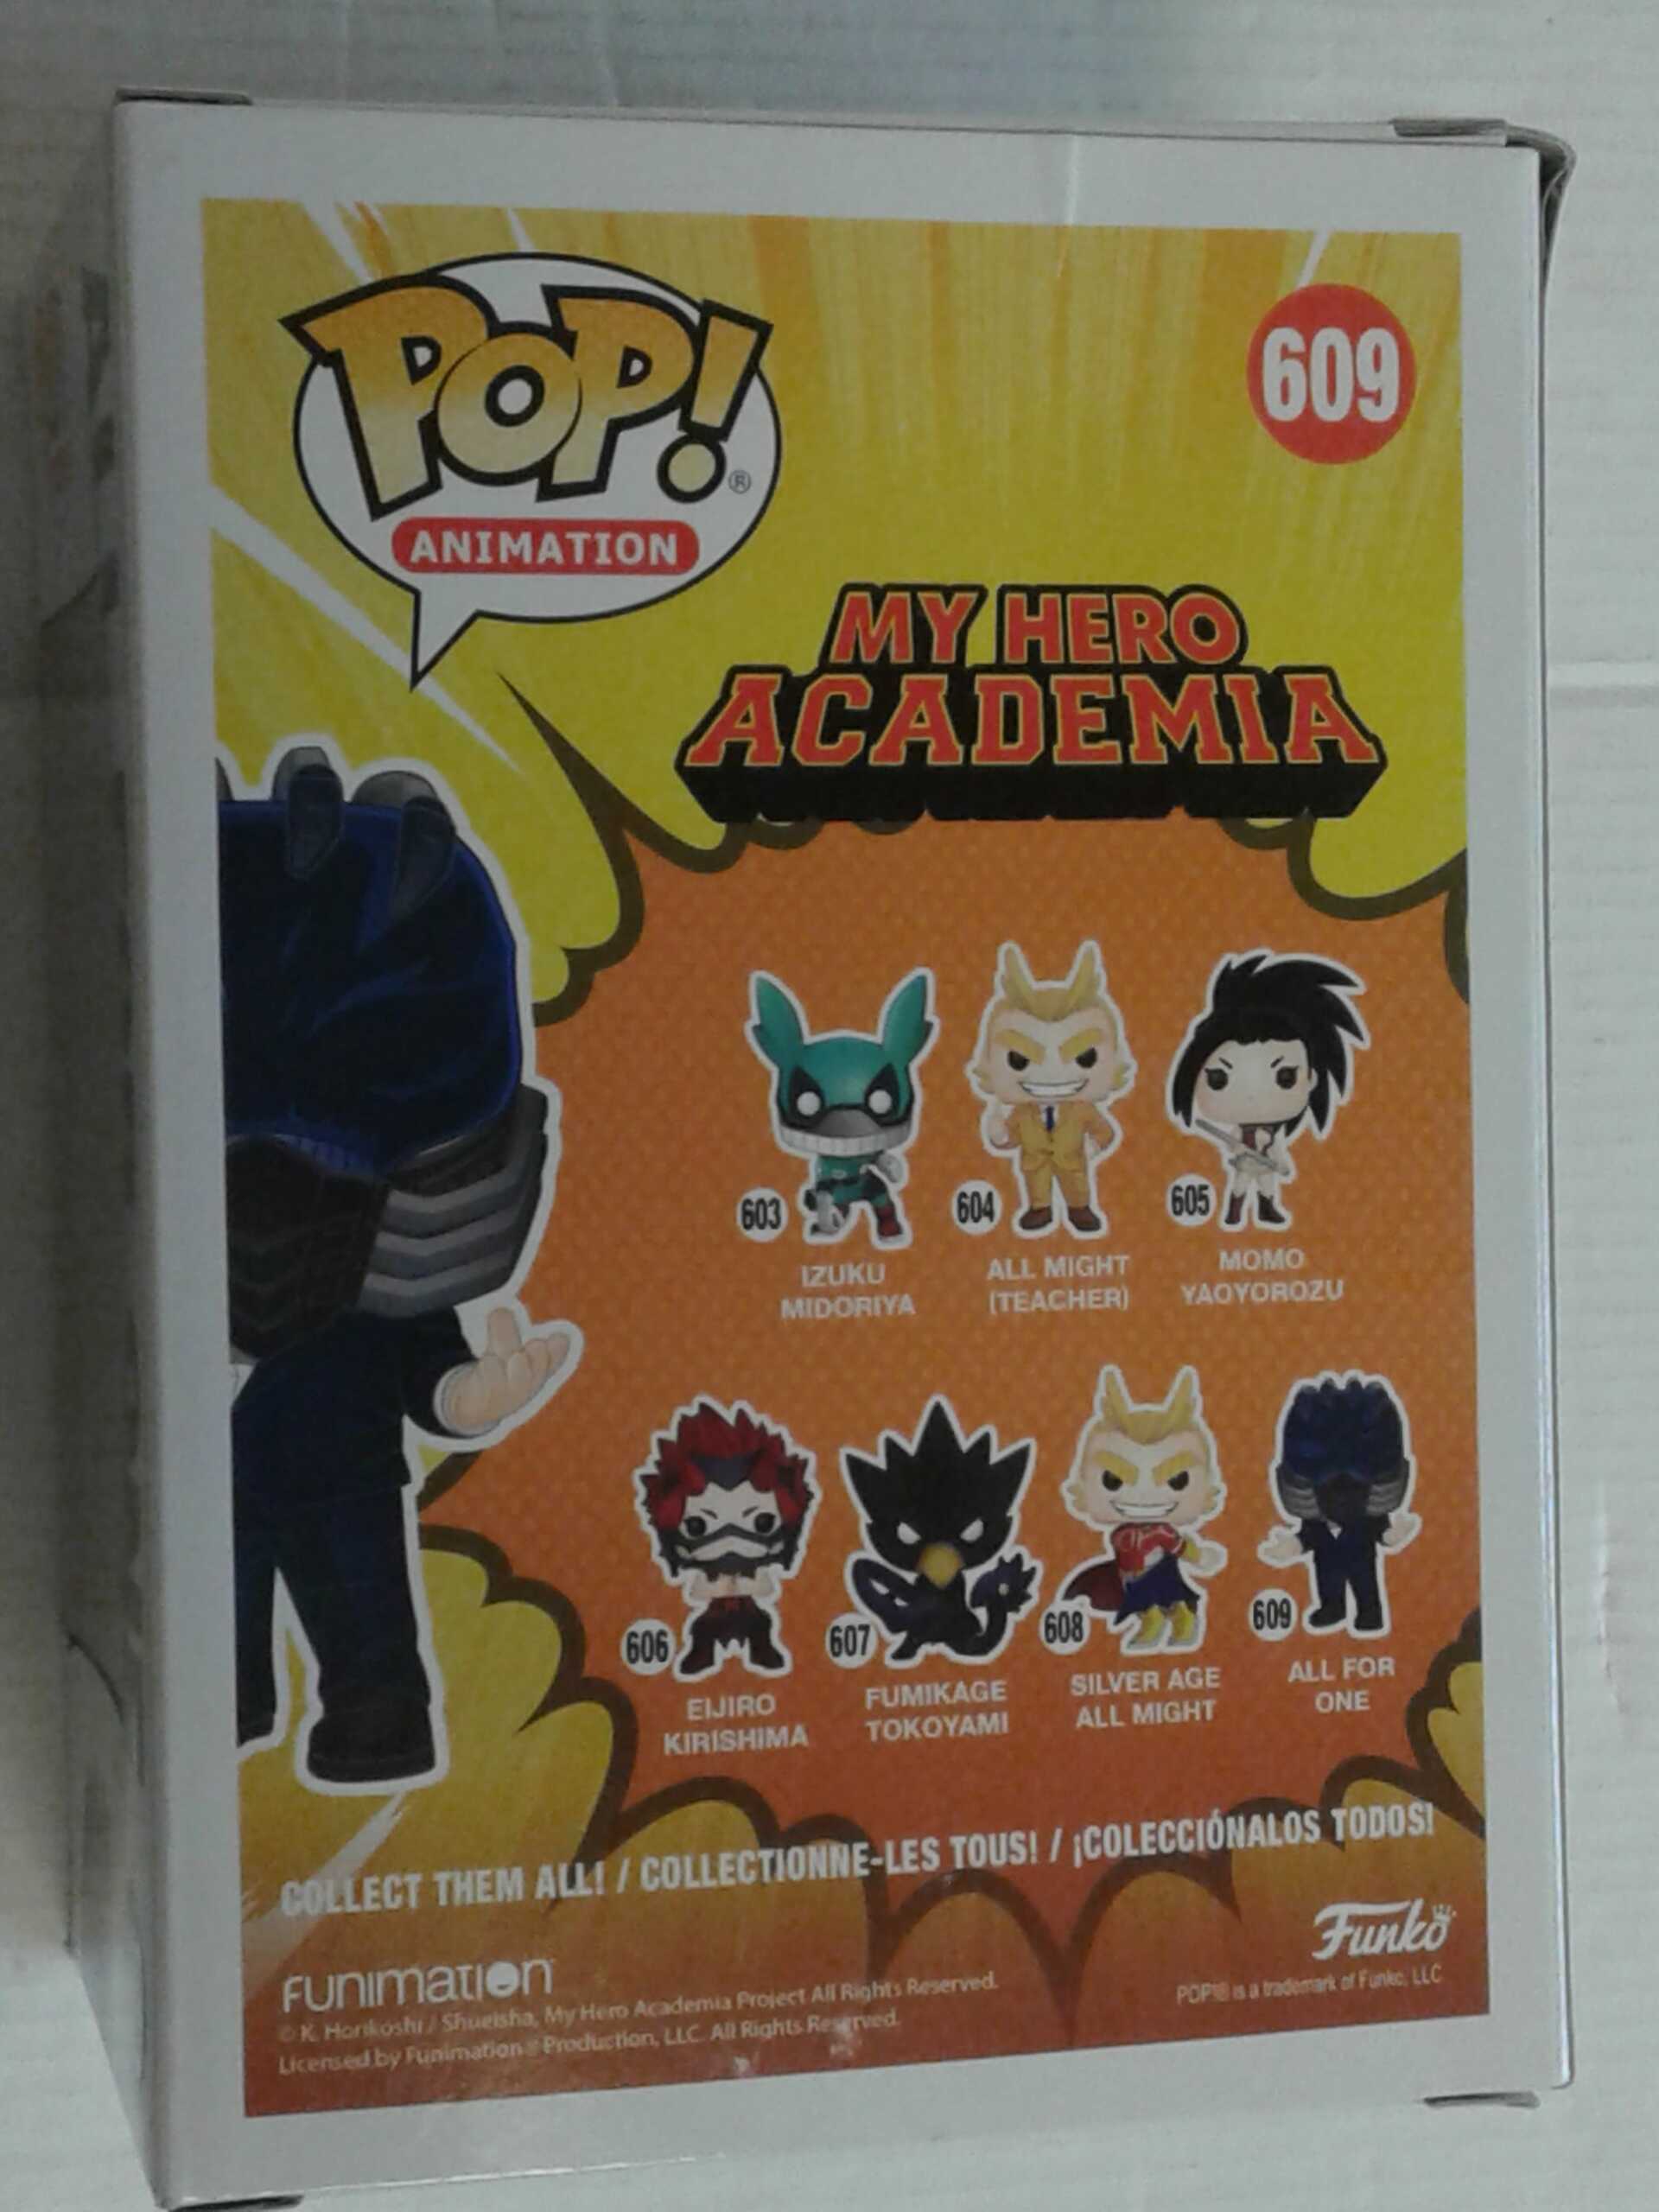 POP!®
ANIMATION
609
MY HERO
ACADEMIA
603
IZUKU
MIDORIYA
604
ALL MIGHT
(TEACHER)
605
MOMO
YAOYOROZU
606
EIJIRO
KIRISHIMA
607
FUMIKAGE
TOKOYAMI
608
SILVER AGE
ALL MIGHT
609
ALL FOR
ONE
COLLECT THEM ALL! / COLLECTIONNE-LES TOUS! / ¡COLECCIÓNALOS TODOS!
FUNIMATION
© K. Horikoshi / Shueisha, My Hero Academia Project All Rights Reserved.
Licensed by Funimation® Production, LLC. All Rights Reserved.
Funko
POP!® is a trademark of Funko, LLC